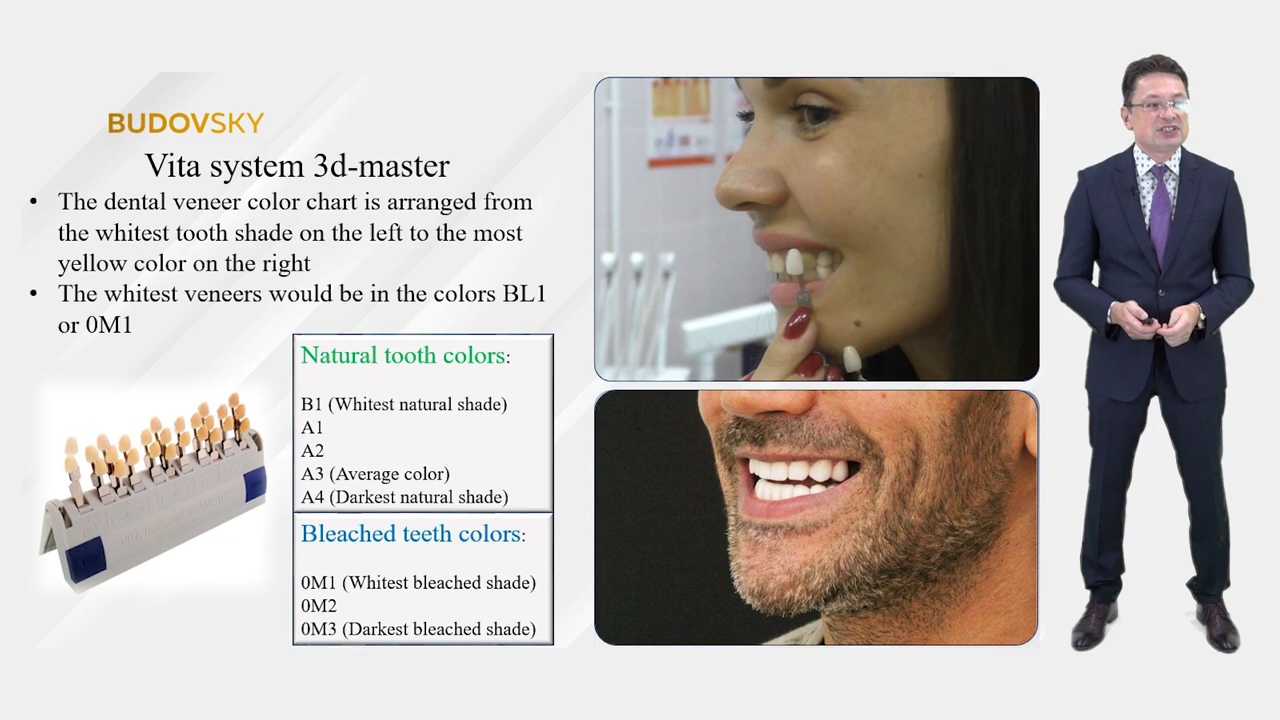 BUDOVSKY
Vita system 3d-master
• The dental veneer color chart is arranged from
the whitest tooth shade on the left to the most
yellow color on the right
• The whitest veneers would be in the colors BL1
or 0M1
Natural tooth colors:
B1 (Whitest natural shade)
A1
A2
A3 (Average color)
A4 (Darkest natural shade)
Bleached teeth colors:
0M1 (Whitest bleached shade)
0M2
0M3 (Darkest bleached shade)